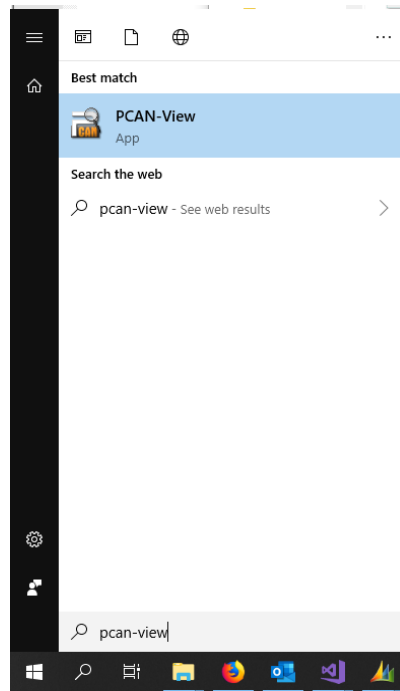 Best match
PCAN-View
App
Search the web
pcan-view - See web results
pcan-view